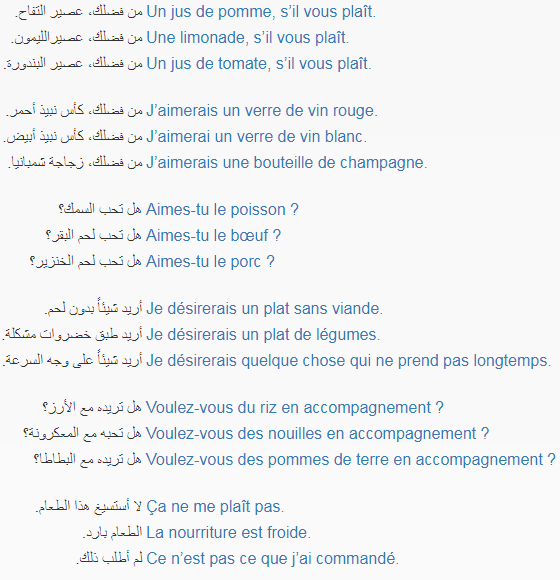 من فضلك، عصير التفاح. Un jus de pomme, s’il vous plaît.
من فضلك، عصيرالليمون. Une limonade, s’il vous plaît.
من فضلك، عصير البندورة. Un jus de tomate, s’il vous plaît.
من فضلك، كأس نبيذ أحمر. J’aimerais un verre de vin rouge.
من فضلك، كأس نبيذ أبيض. J’aimerai un verre de vin blanc.
من فضلك، زجاجة شمبانيا. J’aimerais une bouteille de champagne.
هل تحب السمك؟ Aimes-tu le poisson ?
هل تحب لحم البقر؟ Aimes-tu le bœuf ?
هل تحب لحم الخنزير؟ Aimes-tu le porc ?
أريد شيئاً بدون لحم. Je désirerais un plat sans viande.
أريد طبق خضروات مشكلة. Je désirerais un plat de légumes.
أريد شيئاً على وجه السرعة. Je désirerais quelque chose qui ne prend pas longtemps.
هل تريده مع الأرز؟ Voulez-vous du riz en accompagnement ?
هل تحبه مع المعكرونة؟ Voulez-vous des nouilles en accompagnement ?
هل تريده مع البطاطا؟ Voulez-vous des pommes de terre en accompagnement ?
لا أستسيغ هذا الطعام. Ça ne me plaît pas.
الطعام بارد. La nourriture est froide.
لم أطلب ذلك. Ce n’est pas ce que j’ai commandé.